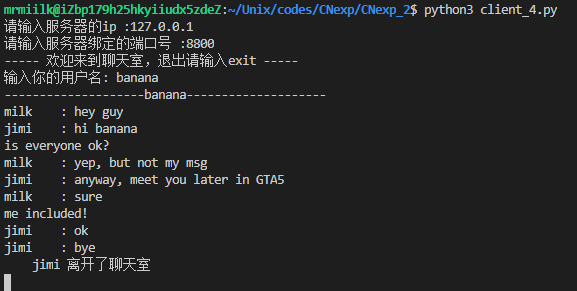 mrmiilk@iZbp179h25hkyiiudx5zdeZ:~/Unix/codes/CNexp/CNexp_2$ python3 client_4.py
请输入服务器的ip :127.0.0.1
请输入服务器绑定的端口号 :8800
----- 欢迎来到聊天室，退出请输入exit -----
输入你的用户名: banana
--------------------banana--------------------
milk    : hey guy
jimi    : hi banana
is everyone ok?
milk    : yep, but not my msg
jimi    : anyway, meet you later in GTA5
milk    : sure
me included!
jimi    : ok
jimi    : bye
    jimi 离开了聊天室